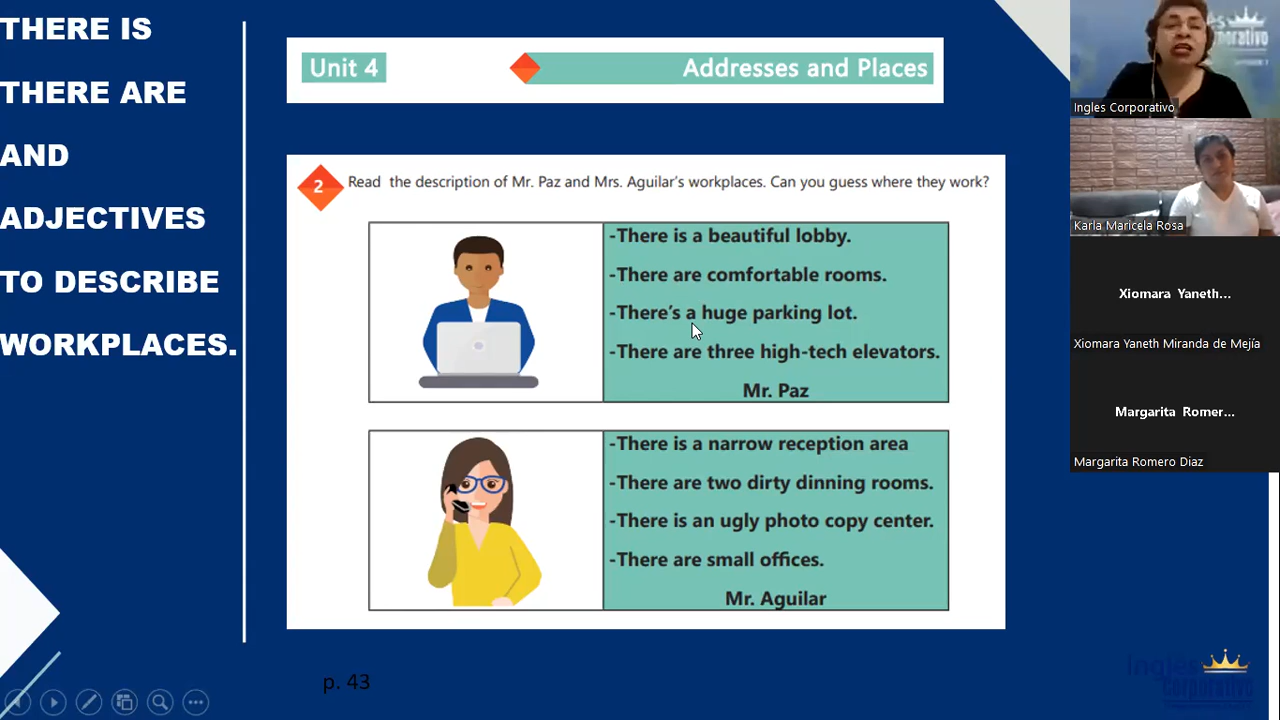 THERE IS
THERE ARE
AND
ADJECTIVES
TO DESCRIBE
WORKPLACES.
Unit 4
Addresses and Places
2
Read the description of Mr. Paz and Mrs. Aguilar's workplaces. Can you guess where they work?
-There is a beautiful lobby.
-There are comfortable rooms.
-There's a huge parking lot.
-There are three high-tech elevators.
Mr. Paz
-There is a narrow reception area
-There are two dirty dinning rooms.
-There is an ugly photo copy center.
-There are small offices.
Mr. Aguilar
p. 43
Ingles Corporativo
Karla Maricela Rosa
Xiomara Yaneth...
Xiomara Yaneth Miranda de Mejía
Margarita Romer...
Margarita Romero Diaz
Ingles
Corporativo